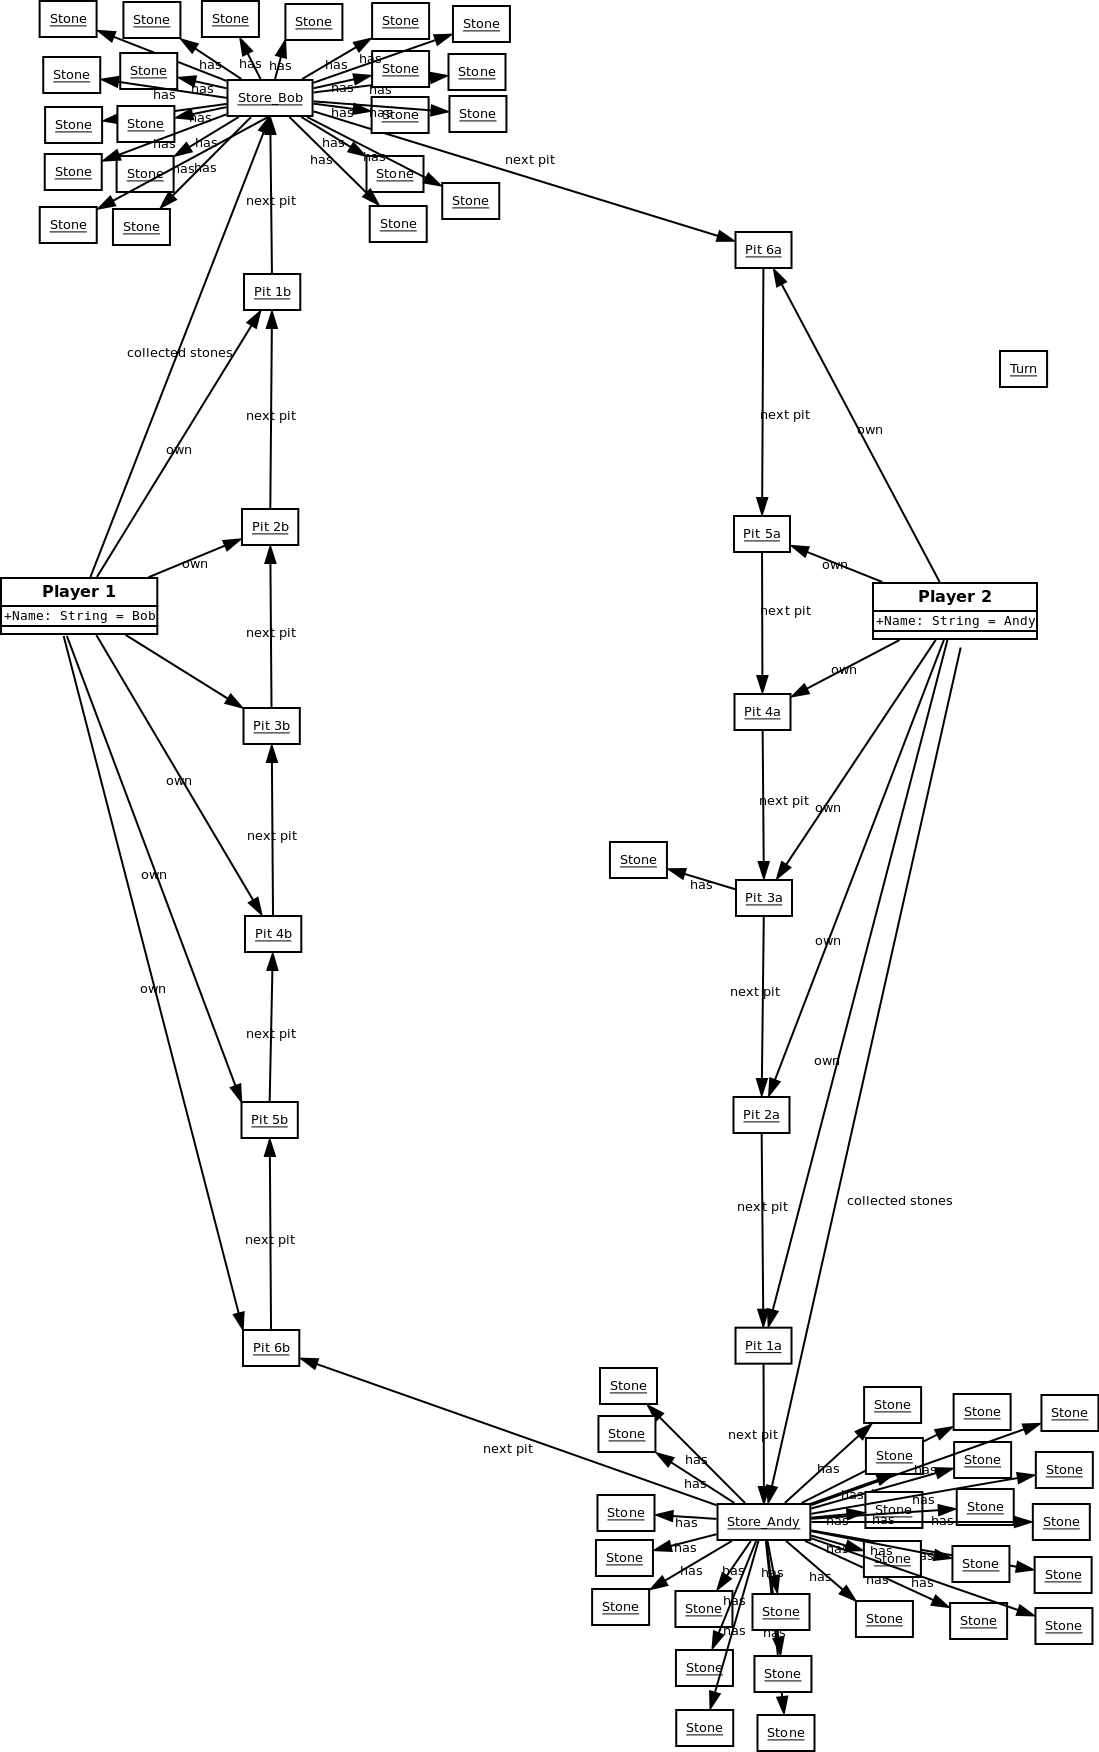 Stone
Stone
Stone
Stone
Stone
Stone
has
has
has
has
has
Stone
Stone
Stone
Stone
has
has
has
has
Store_Bob
Stone
Stone
has
has
has
Stone
Stone
has
has
has
has
has
next pit
Stone
Stone
has
has
has
Stone
Stone
next pit
Stone
Stone
Stone
Pit 6a
Pit 1b
collected stones
Turn
next pit
next pit
own
own
Pit 2b
Pit 5a
own
own
Player 1
+Name: String = Bob
Player 2
+Name: String = Andy
next pit
next pit
own
Pit 3b
Pit 4a
own
next pit
next pit
own
Stone
own
has
Pit 3a
Pit 4b
own
own
next pit
next pit
own
Pit 5b
Pit 2a
collected stones
next pit
next pit
Pit 6b
Pit 1a
Stone
Stone
Stone
Stone
Stone
next pit
next pit
has
Stone
Stone
has
has
Stone
has
has
has
Stone
Stone
Stone
has
has
has
has
Store_Andy
Stone
has
has
Stone
Stone
has
has
has
Stone
Stone
has
has
has
has
has
has
Stone
has
Stone
Stone
Stone
Stone
Stone
has
has
Stone
Stone
Stone
Stone
Stone